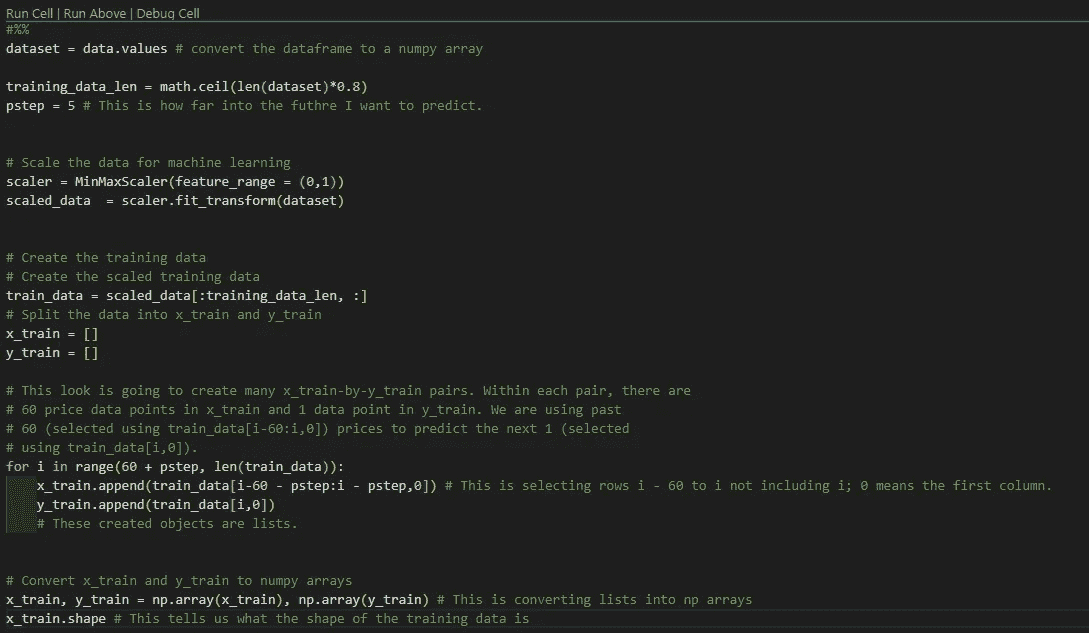 Run Cell | Run Above | Debug Cell
#%%
dataset = data.values # convert the dataframe to a numpy array
training_data_len = math.ceil(len(dataset)*0.8)
pstep = 5 # This is how far into the futhre I want to predict.
# Scale the data for machine learning
scaler = MinMaxScaler(feature_range = (0,1))
scaled_data  = scaler.fit_transform(dataset)
# Create the training data
# Create the scaled training data
train_data = scaled_data[:training_data_len, :]
# Split the data into x_train and y_train
x_train = []
y_train = []
# This look is going to create many x_train-by-y_train pairs. Within each pair, there are
# 60 price data points in x_train and 1 data point in y_train. We are using past
# 60 (selected using train_data[i-60:i,0]) prices to predict the next 1 (selected
# using train_data[i,0]).
for i in range(60 + pstep, len(train_data)):
    x_train.append(train_data[i-60 - pstep:i - pstep,0]) # This is selecting rows i - 60 to i not including i; 0 means the first column.
    y_train.append(train_data[i,0])
    # These created objects are lists.
# Convert x_train and y_train to numpy arrays
x_train, y_train = np.array(x_train), np.array(y_train) # This is converting lists into np arrays
x_train.shape # This tells us what the shape of the training data is